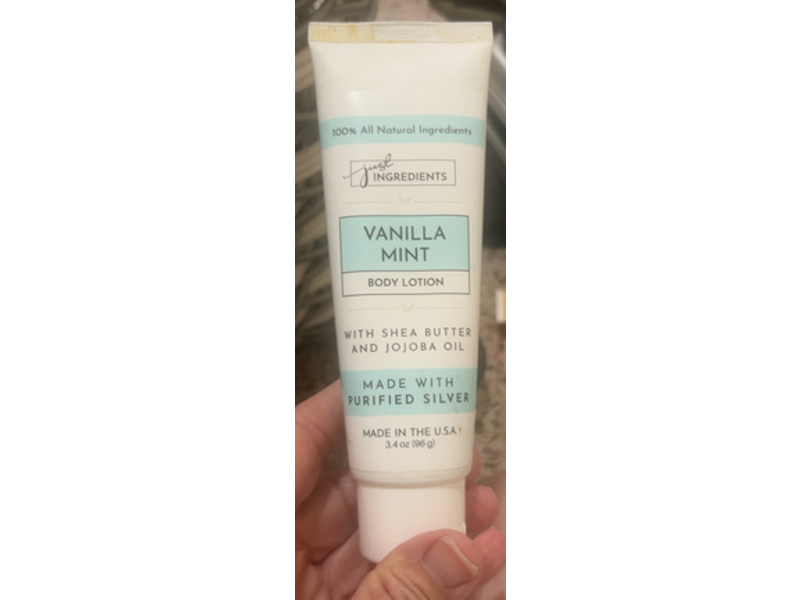 100% All Natural Ingredients
just
INGREDIENTS
VANILLA
MINT
BODY LOTION
WITH SHEA BUTTER
AND JOJOBA OIL
MADE WITH
PURIFIED SILVER
MADE IN THE U.S.A.
3.4 oz (96 g)